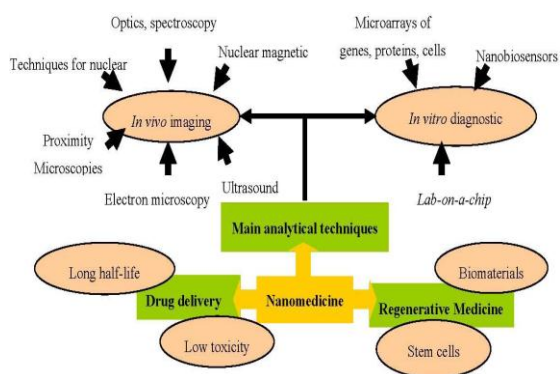 Optics, spectroscopy
Microarrays of
genes, proteins, cells
Nuclear magnetic
Techniques for nuclear
Nanobiosensors
In vivo imaging
In vitro diagnostic
Proximity
Microscopies
Ultrasound
Electron microscopy
Lab-on-a-chip
Main analytical techniques
Long half-life
Biomaterials
Drug delivery
Nanomedicine
Regenerative Medicine
Low toxicity
Stem cells